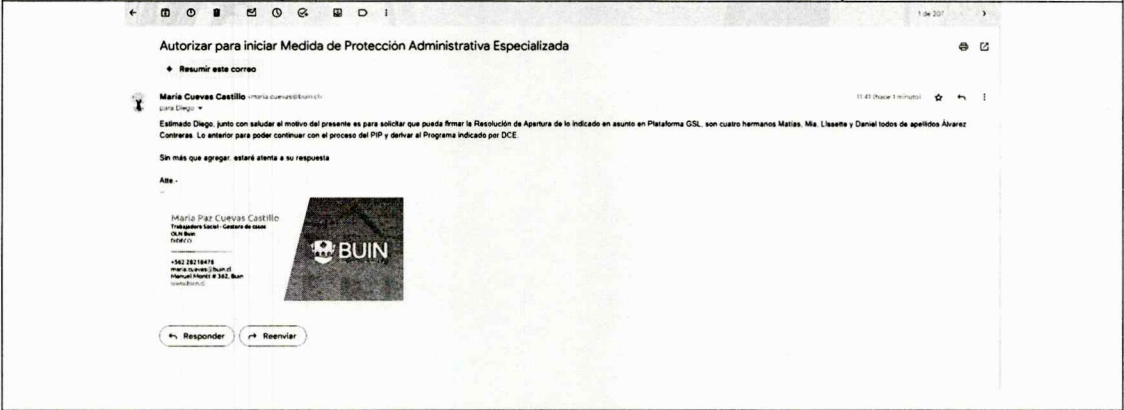 1 de 207
Autorizar para iniciar Medida de Protección Administrativa Especializada
Resumir este correo
María Cuevas Castillo <maria.cuevas@buin.cl>
para Diego
11:41 (hace 1 minuto)
Estimado Diego, junto con saludar el motivo del presente es para solicitar que pueda firmar la Resolución de Apertura de lo indicado en asunto en Plataforma GSL, son cuatro hermanos Matías, Mia, Lissette y Daniel todos de apellidos Álvarez
Contreras. Lo anterior para poder continuar con el proceso del PIP y derivar al Programa indicado por DCE.
Sin más que agregar, estaré atenta a su respuesta
Atte.-
María Paz Cuevas Castillo
Trabajadora Social - Gestora de casos
OLN Buin
DIDECO
+562 28218478
maria.cuevas@buin.cl
Manuel Montt # 362, Buin
www.buin.cl
BUIN
Responder
Reenviar